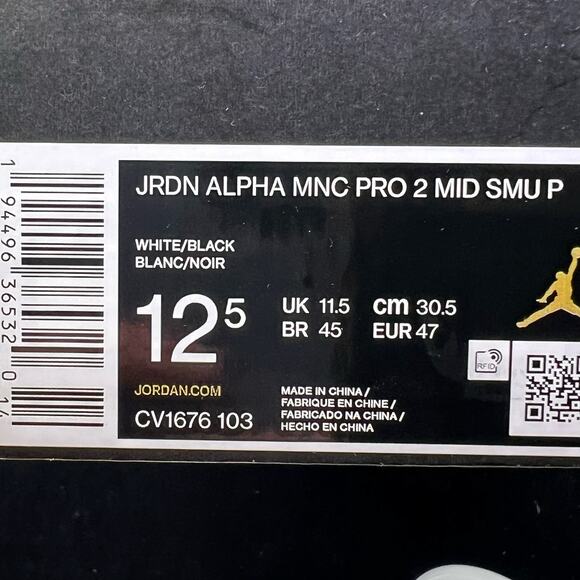 JRDN ALPHA MNC PRO 2 MID SMU P
WHITE/BLACK
BLANC/NOIR
12 5
UK 11.5 cm 30.5
BR 45 EUR 47
RFID
JORDAN.COM
CV1676 103
MADE IN CHINA /
FABRIQUE EN CHINE /
FABRICADO NA CHINA /
HECHO EN CHINA
1 94496 36532 0 14